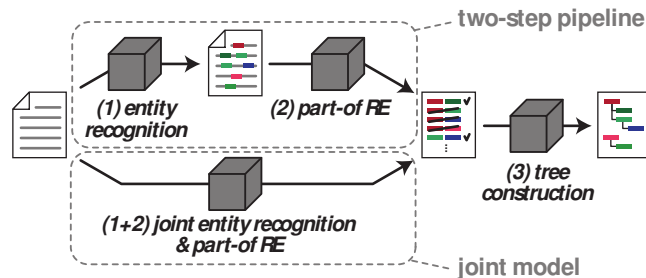 two-step pipeline
(1) entity
recognition
(2) part-of RE
(3) tree
construction
(1+2) joint entity recognition
& part-of RE
joint model